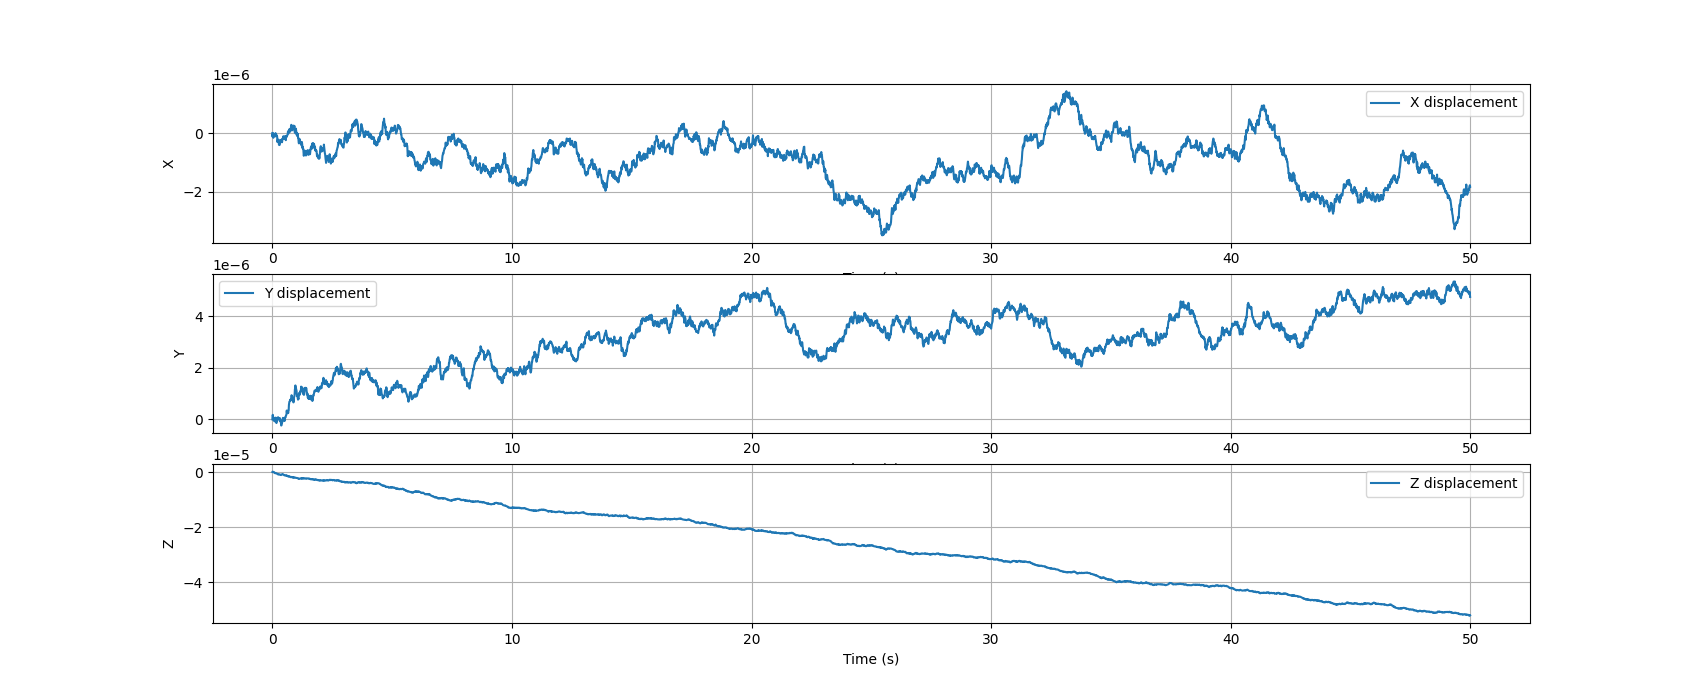 1e−6
X displacement
0
−2
X
0 10 20 30 40 50
1e−6
Y displacement
4
2
0
Y
0 10 20 30 40 50
1e−5
Z displacement
0
−2
−4
Z
0 10 20 30 40 50
Time (s)